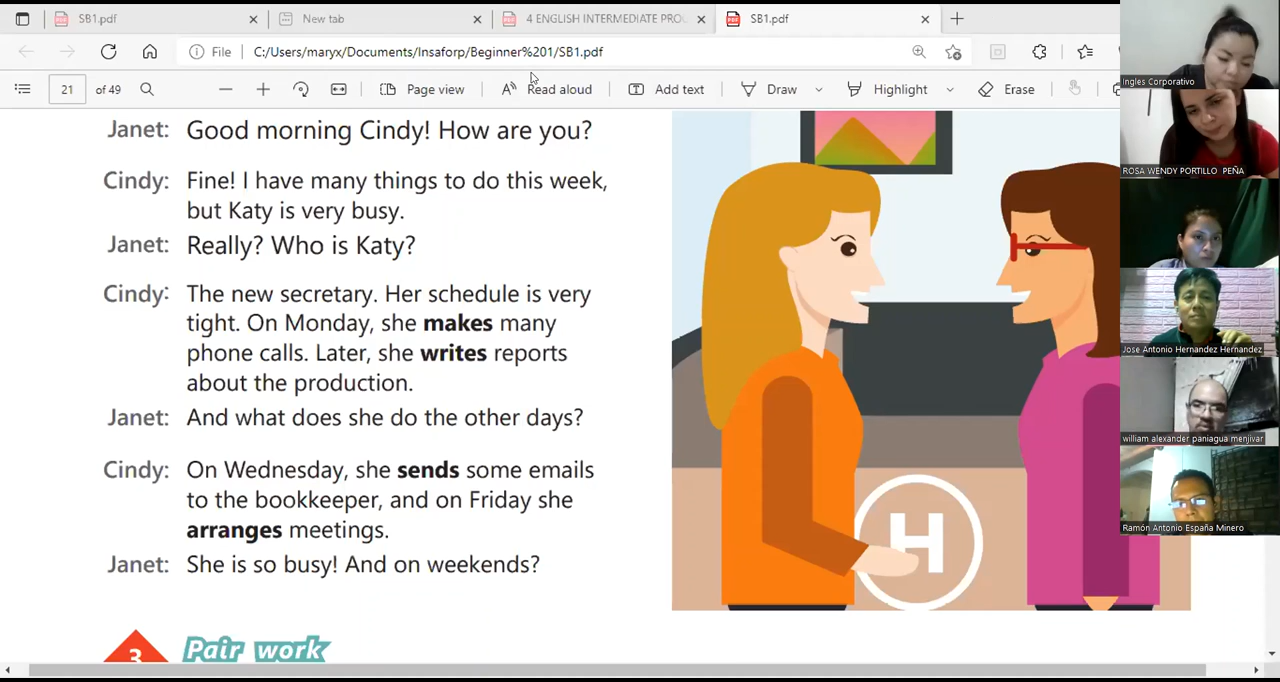 SB1.pdf
New tab
4 ENGLISH INTERMEDIATE PRO
SB1.pdf
File
C:/Users/maryx/Documents/Insaforp/Beginner%201/SB1.pdf
21 of 49
Page view
Read aloud
Add text
Draw
Highlight
Erase
Janet: Good morning Cindy! How are you?
Cindy: Fine! I have many things to do this week,
but Katy is very busy.
Janet: Really? Who is Katy?
Cindy: The new secretary. Her schedule is very
tight. On Monday, she makes many
phone calls. Later, she writes reports
about the production.
Janet: And what does she do the other days?
Cindy: On Wednesday, she sends some emails
to the bookkeeper, and on Friday she
arranges meetings.
Janet: She is so busy! And on weekends?
H
3 Pair work
Ingles Corporativo
ROSA WENDY PORTILLO PEÑA
Jose Antonio Hernandez Hernandez
william alexander paniagua menjivar
Ramón Antonio España Minero